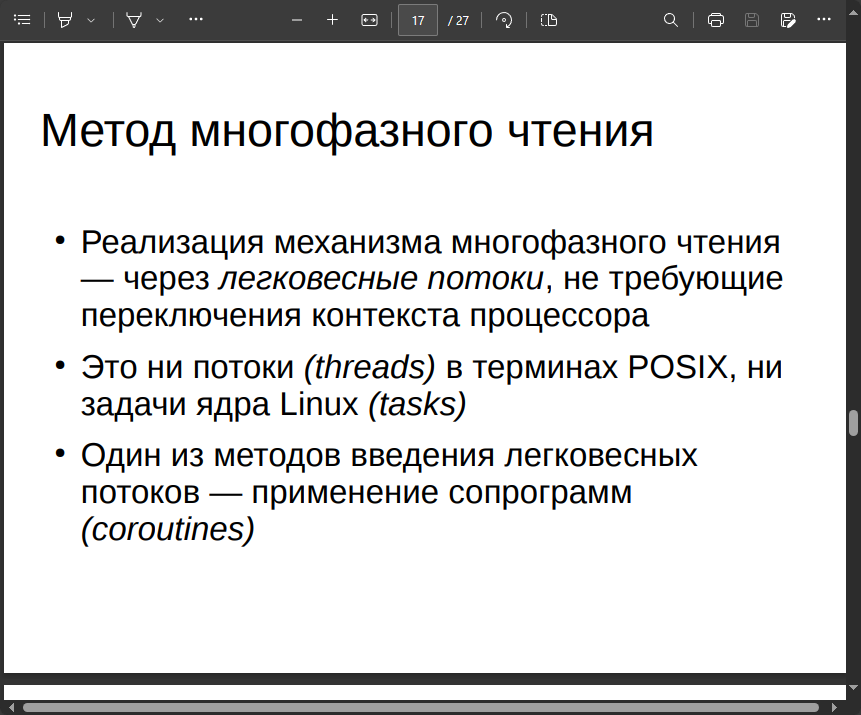 17 / 27
Метод многофазного чтения
• Реализация механизма многофазного чтения
— через легковесные потоки, не требующие
переключения контекста процессора
• Это ни потоки (threads) в терминах POSIX, ни
задачи ядра Linux (tasks)
• Один из методов введения легковесных
потоков — применение сопрограмм
(coroutines)